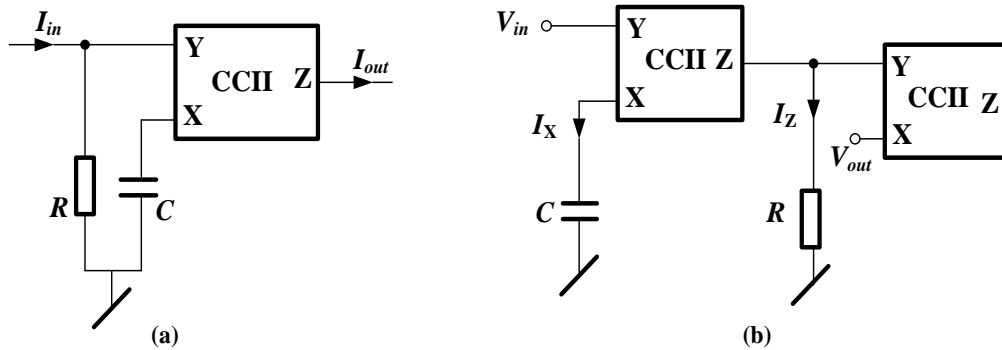 I_in
Y
CCII
Z
I_out
X
R
C
(a)
V_in
Y
CCII Z
X
I_X
C
I_Z
R
Y
CCII
Z
X
V_out
(b)